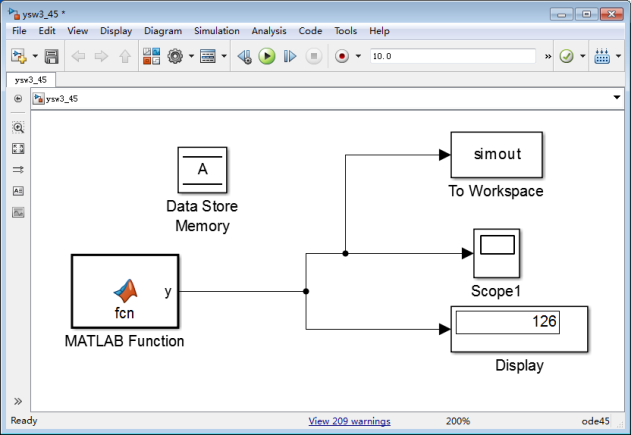 ysw3_45 *
File Edit View Display Diagram Simulation Analysis Code Tools Help
10.0
»
ysw3_45
ysw3_45
A
Data Store
Memory
simout
To Workspace
Scope1
y
fcn
MATLAB Function
126
Display
»
Ready View 209 warnings 200% ode45